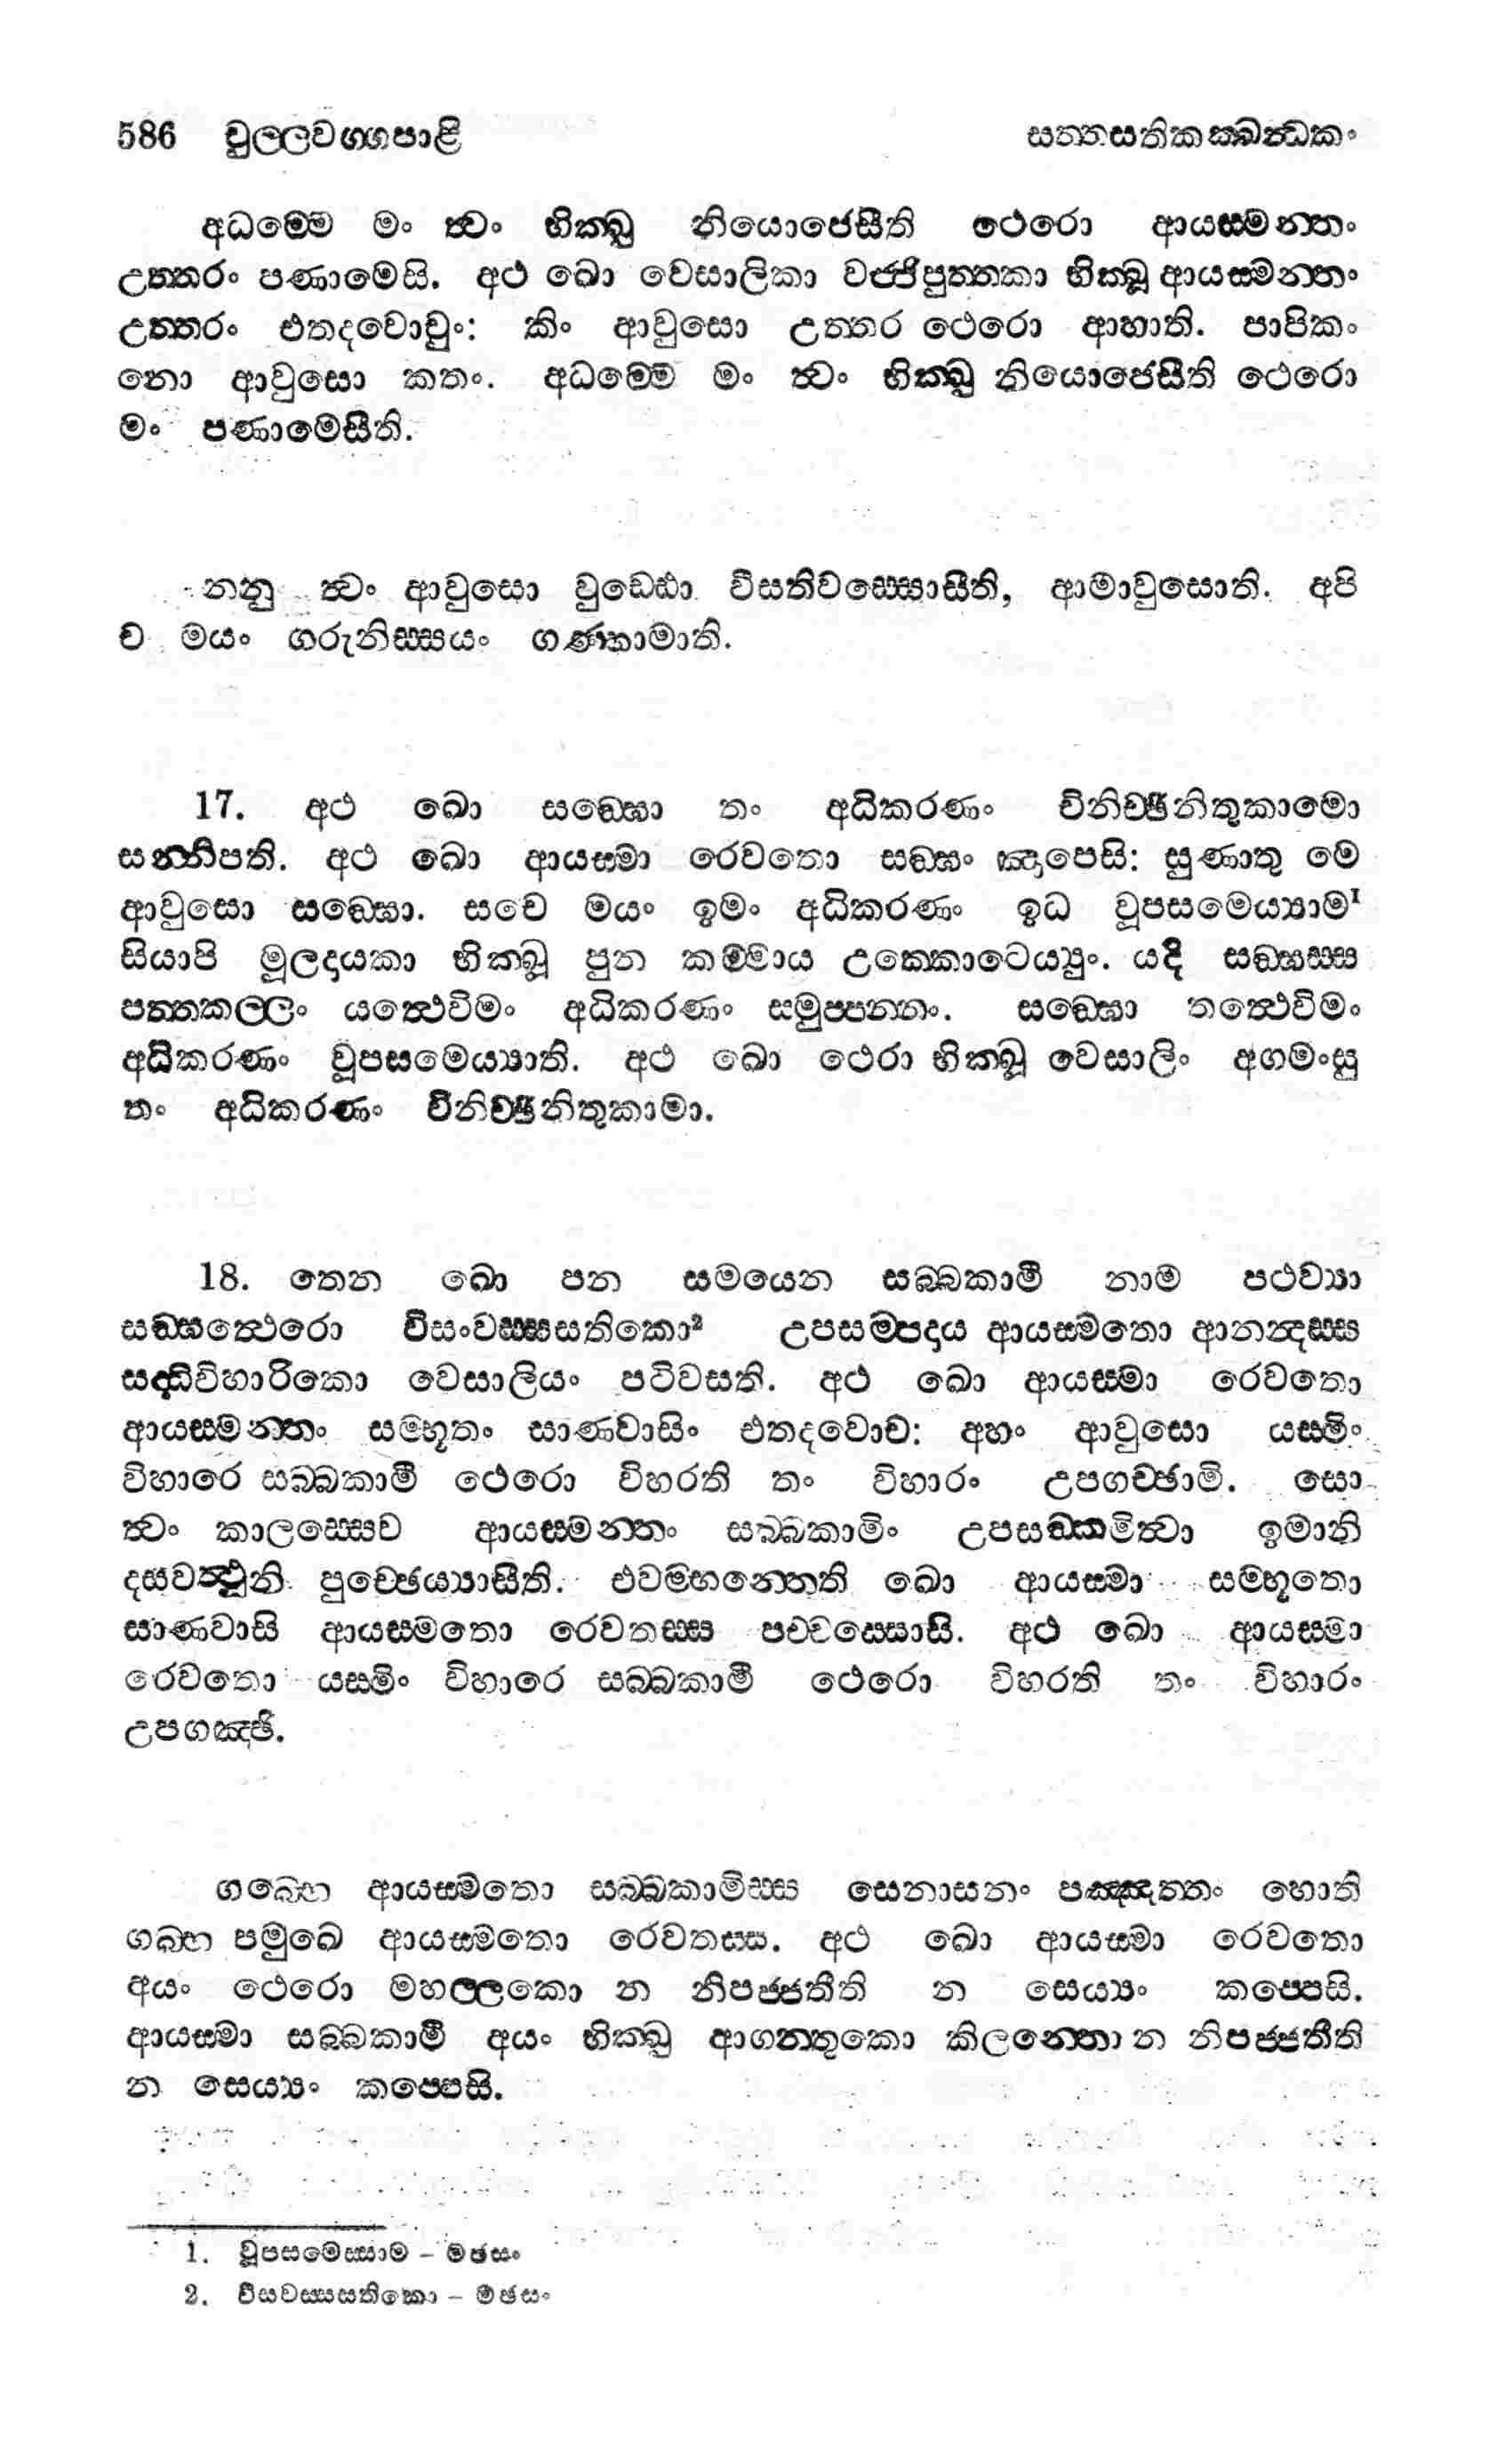 586 චුල්ලවග්ගපාළි
සත්තසතිකක්ඛන්ධකං
අධම්මෙ මං ත්වං භික්ඛු නියොජෙසීති ථෙරො ආයස්මන්තං
උත්තරං පණාමෙසි. අථ ඛො වෙසාලිකා වජ්ජිපුත්තකා භික්ඛූ ආයස්මන්තං
උත්තරං එතදවොචුං: කිං ආවුසො උත්තර ථෙරො ආහාති. පාපිකං
නො ආවුසො කතං. අධම්මෙ මං ත්වං භික්ඛු නියොජෙසීති ථෙරො
මං පණාමෙසීති.
නනු ත්වං ආවුසො වුඩ්ඪො වීසතිවස්සොසීති, ආමාවුසොති. අපි
ච මයං ගරුනිස්සයං ගණ්හාමාති.
17. අථ ඛො සඞ්ඝො තං අධිකරණං විනිච්ඡිනිතුකාමො
සන්නිපති. අථ ඛො ආයස්මා රෙවතො සඞ්ඝං ඤාපෙසි: සුණාතු මෙ
ආවුසො සඞ්ඝො. සචෙ මයං ඉමං අධිකරණං ඉධ වූපසමෙය්‍යාම1
සියාපි මූලදායකා භික්ඛූ පුන කම්මාය උක්කොටෙය්‍යුං. යදි සඞ්ඝස්ස
පත්තකල්ලං යත්ථෙවිමං අධිකරණං සමුප්පන්නං. සඞ්ඝො තත්ථෙවිමං
අධිකරණං වූපසමෙය්‍යාති. අථ ඛො ථෙරා භික්ඛූ වෙසාලිං අගමංසු
තං අධිකරණං විනිච්ඡිනිතුකාමා.
18. තෙන ඛො පන සමයෙන සබ්බකාමී නාම පථව්‍යා
සඞ්ඝත්ථෙරො වීසංවස්සසතිකො2 උපසම්පදාය ආයස්මතො ආනන්දස්ස
සද්ධිවිහාරිකො වෙසාලියං පටිවසති. අථ ඛො ආයස්මා රෙවතො
ආයස්මන්තං සම්භූතං සාණවාසිං එතදවොච: අහං ආවුසො යස්මිං
විහාරෙ සබ්බකාමී ථෙරො විහරති තං විහාරං උපගච්ඡාමි. සො
ත්වං කාලස්සෙව ආයස්මන්තං සබ්බකාමිං උපසඞ්කමිත්වා ඉමානි
දසවත්ථූනි පුච්ඡෙය්‍යාසීති. එවම්භන්තෙති ඛො ආයස්මා සම්භූතො
සාණවාසි ආයස්මතො රෙවතස්ස පච්චස්සොසි. අථ ඛො ආයස්මා
රෙවතො යස්මිං විහාරෙ සබ්බකාමී ථෙරො විහරති තං විහාරං
උපගඤ්ඡි.
ගබ්භෙ ආයස්මතො සබ්බකාමිස්ස සෙනාසනං පඤ්ඤත්තං හොති
ගබ්භ පමුඛෙ ආයස්මතො රෙවතස්ස. අථ ඛො ආයස්මා රෙවතො
අයං ථෙරො මහල්ලකො න නිපජ්ජතීති න සෙය්‍යං කප්පෙසි.
ආයස්මා සබ්බකාමී අයං භික්ඛු ආගන්තුකො කිලන්තො න නිපජ්ජතීති
න සෙය්‍යං කප්පෙසි.
1. වූපසමෙස්සාම – මඡසං
2. වීසවස්සසතිකො – මඡසං